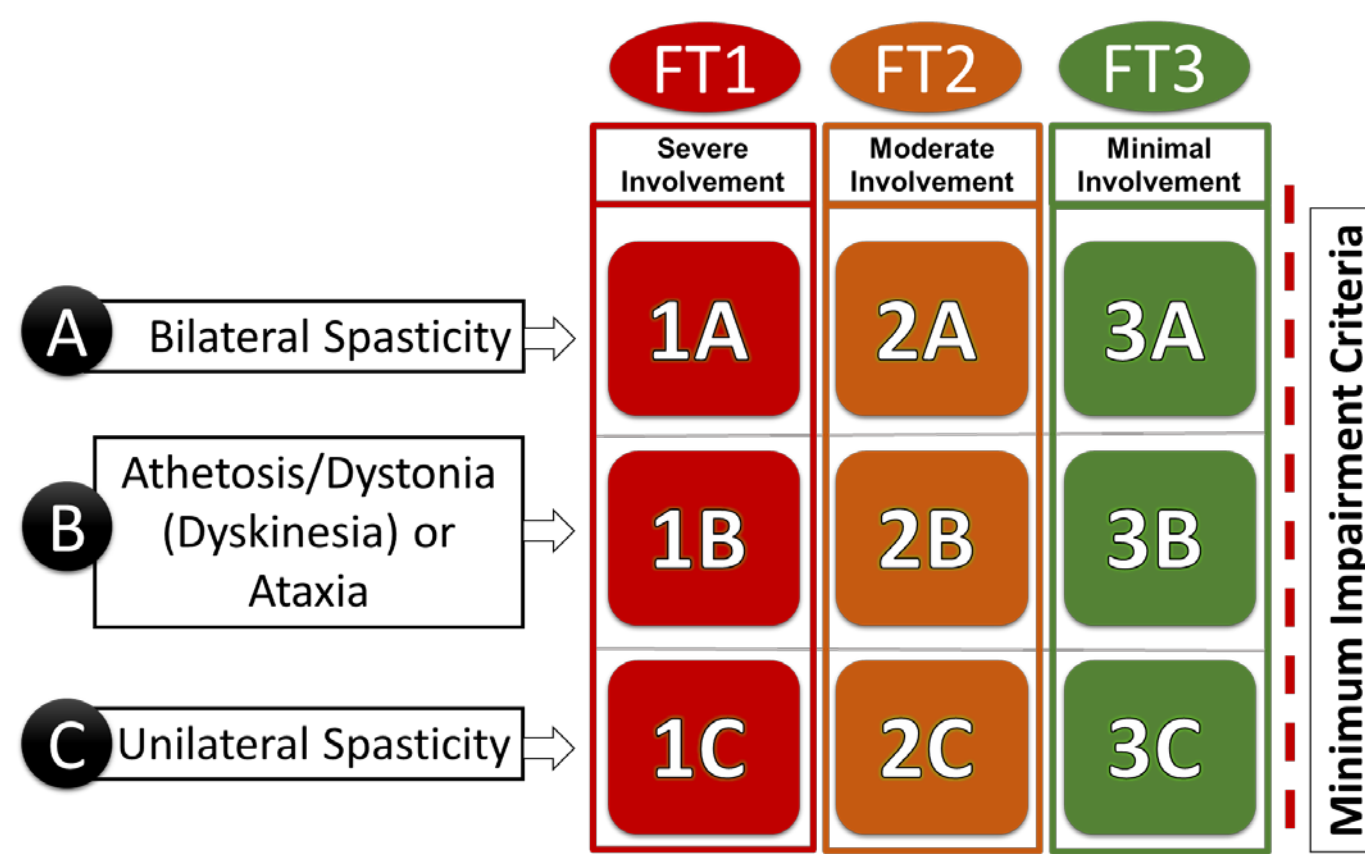 FT1 FT2 FT3
Severe
Involvement
Moderate
Involvement
Minimal
Involvement
A
Bilateral Spasticity
1A 2A 3A
B
Athetosis/Dystonia
(Dyskinesia) or
Ataxia
1B 2B 3B
C
Unilateral Spasticity
1C 2C 3C
Minimum Impairment Criteria